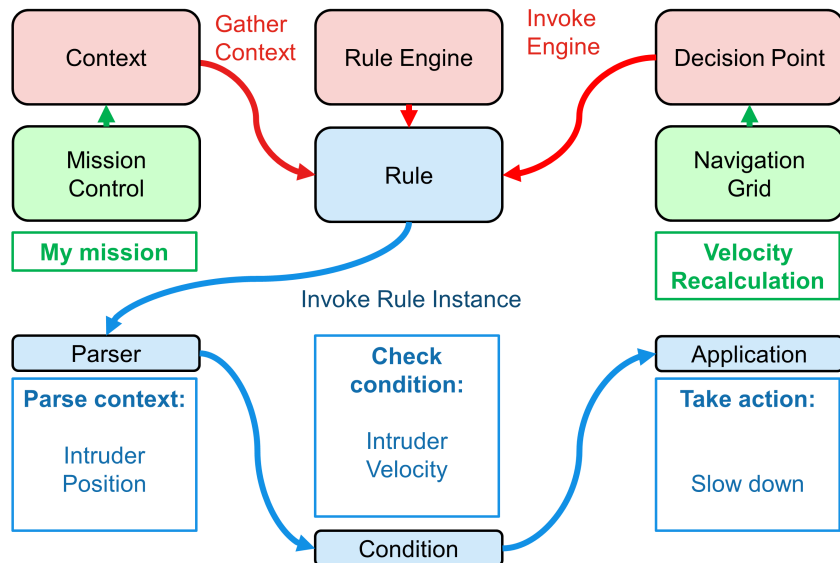 Context
Gather
Context
Rule Engine
Invoke
Engine
Decision Point
Mission
Control
Rule
Navigation
Grid
My mission
Velocity
Recalculation
Invoke Rule Instance
Parser
Parse context:
Intruder
Position
Check
condition:
Intruder
Velocity
Condition
Application
Take action:
Slow down